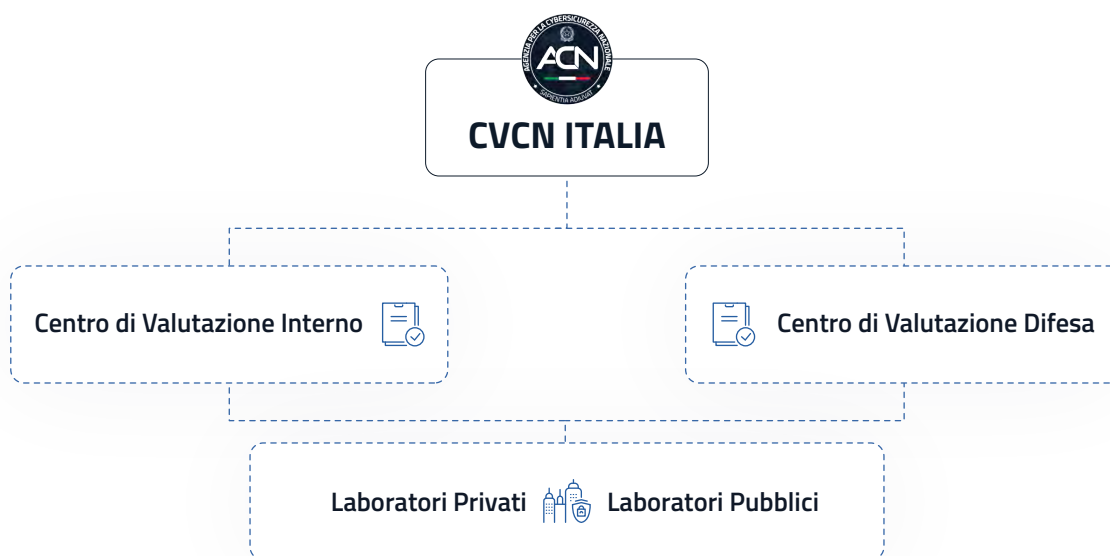 AGENZIA PER LA CYBERSICUREZZA NAZIONALE
ACN
SAPIENTIA ADIUVAT
CVCN ITALIA
Centro di Valutazione Interno
Centro di Valutazione Difesa
Laboratori Privati
Laboratori Pubblici